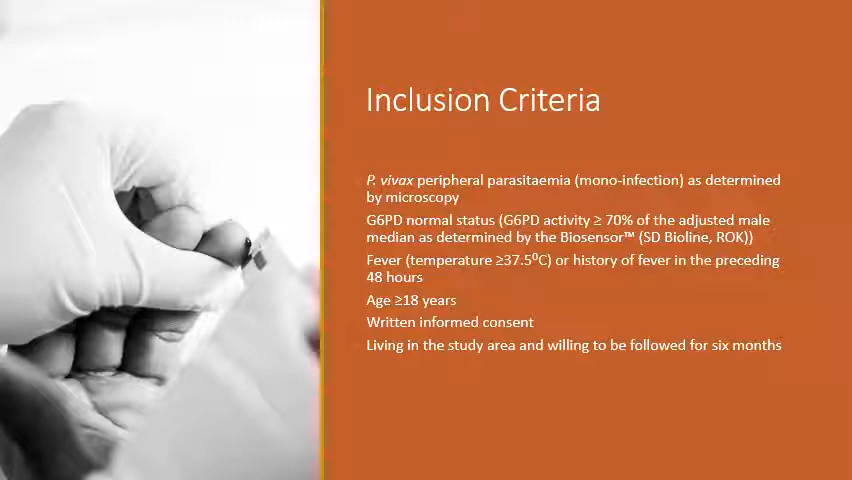 Inclusion Criteria
P. vivax peripheral parasitaemia (mono-infection) as determined
by microscopy
G6PD normal status (G6PD activity ≥ 70% of the adjusted male
median as determined by the Biosensor™ (SD Bioline, ROK))
Fever (temperature ≥37.5⁰C) or history of fever in the preceding
48 hours
Age ≥18 years
Written informed consent
Living in the study area and willing to be followed for six months